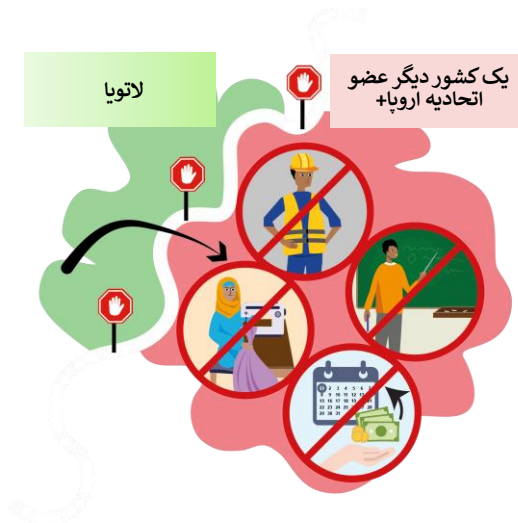 یک کشور دیگر عضو
اتحادیه اروپا+
لاتویا